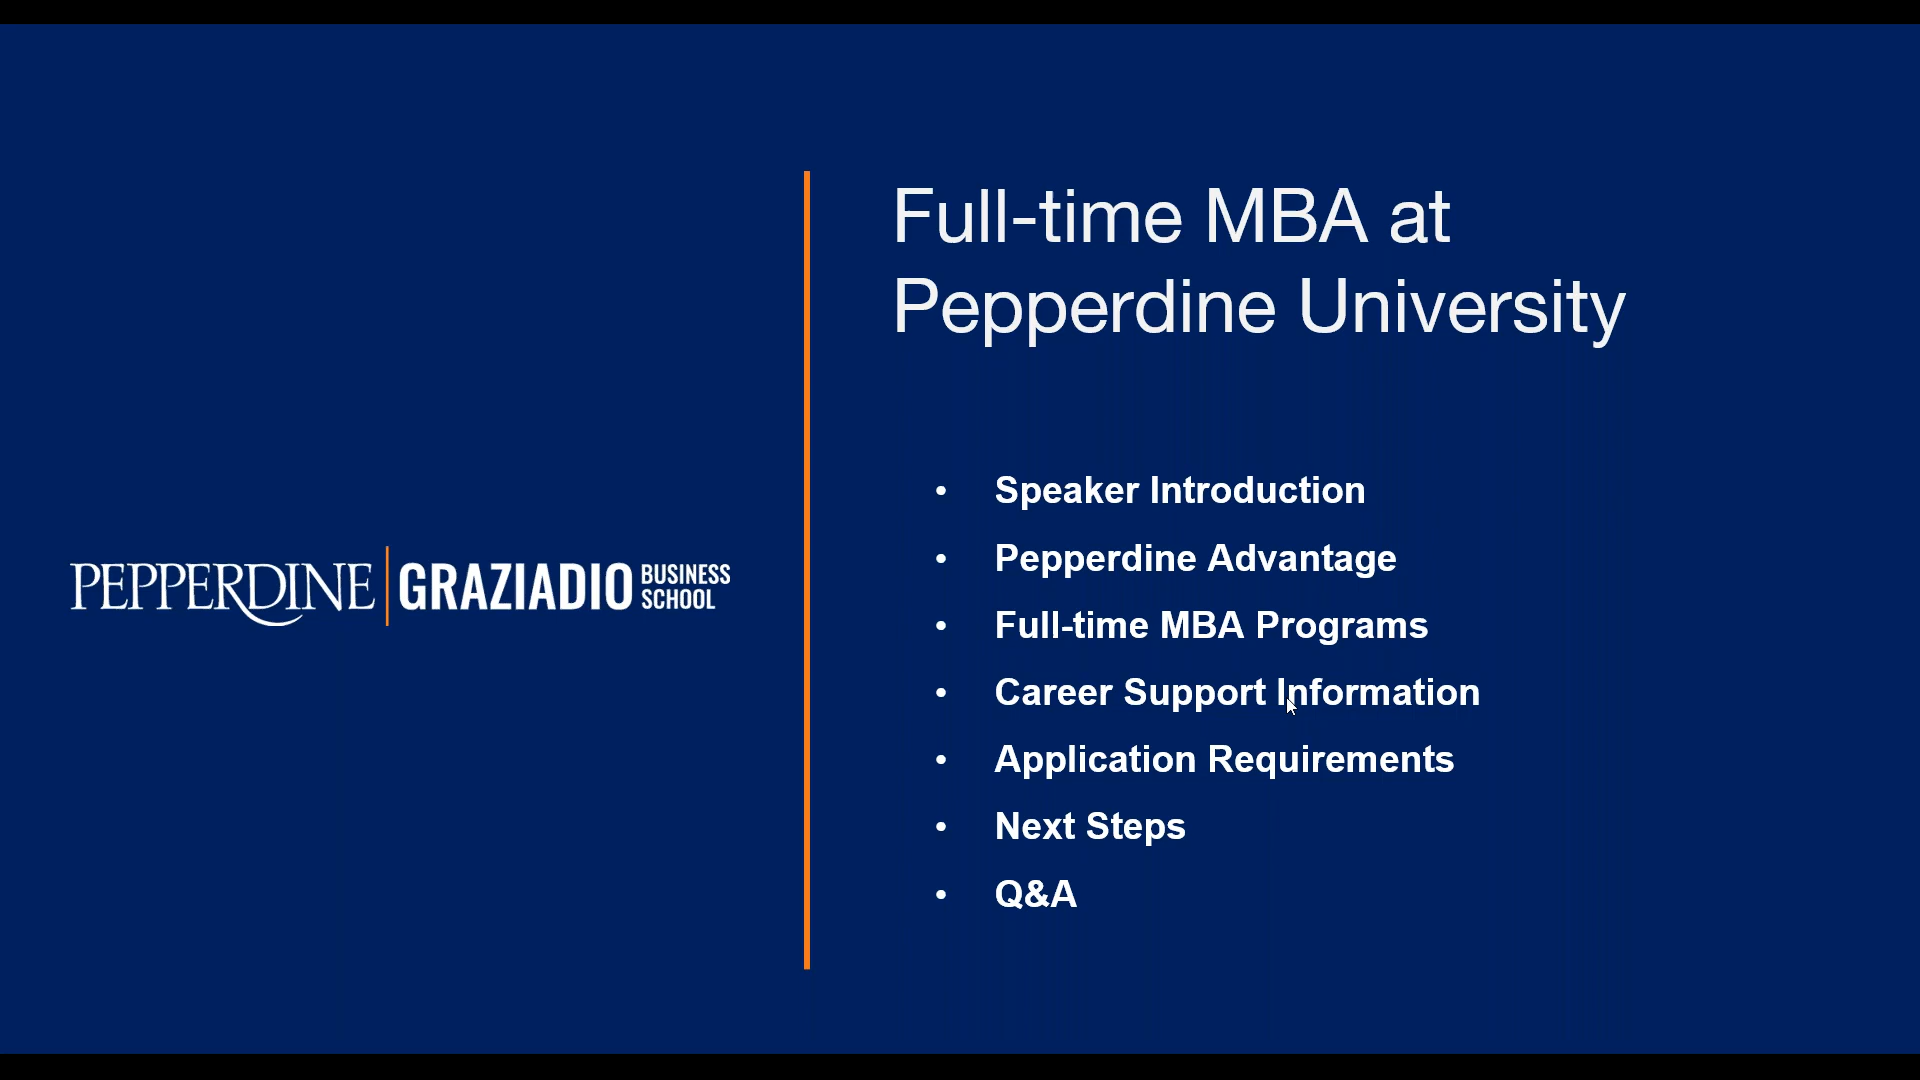 PEPPERDINE GRAZIADIO BUSINESS SCHOOL
Full-time MBA at
Pepperdine University
• Speaker Introduction
• Pepperdine Advantage
• Full-time MBA Programs
• Career Support Information
• Application Requirements
• Next Steps
• Q&A